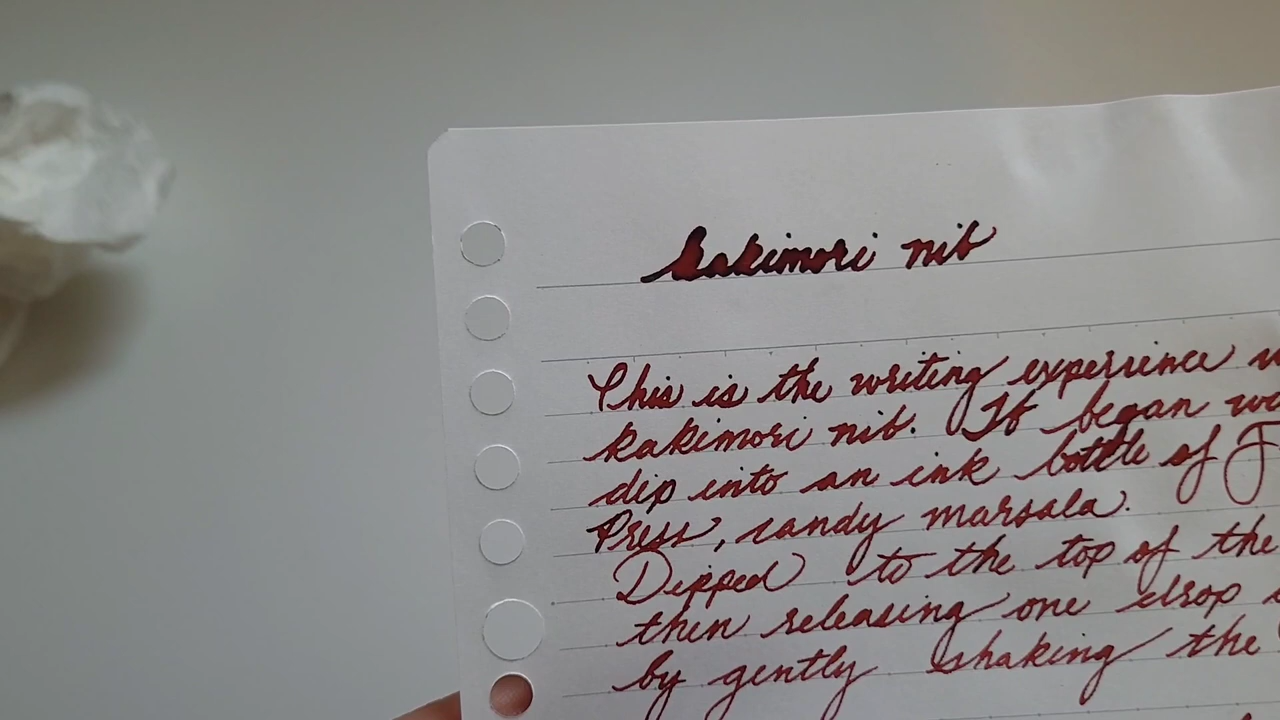 kakimori nib
This is the writing experience
kakimori nib. It began
dip into an ink bottle of
Press, candy marsala.
Dipped to the top of the
then releasing one drop
by gently shaking the